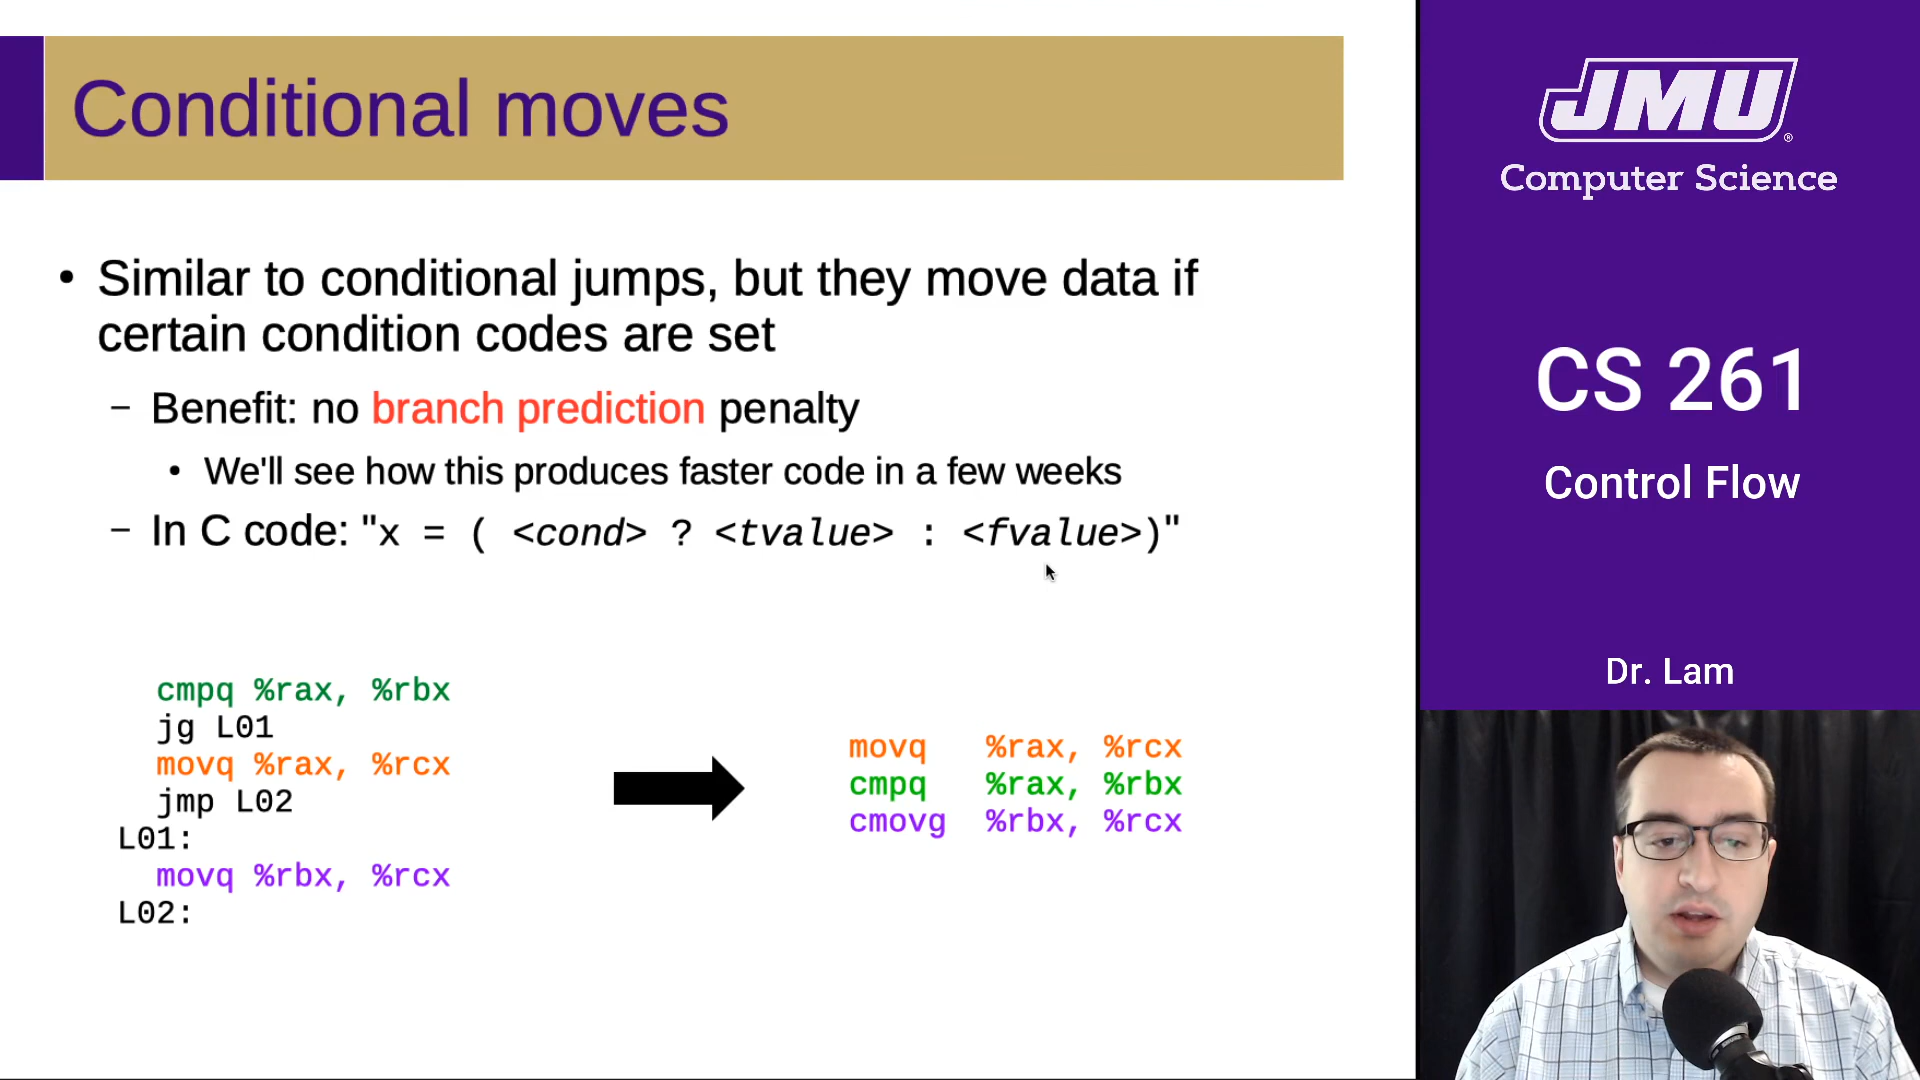 Conditional moves
• Similar to conditional jumps, but they move data if
certain condition codes are set
– Benefit: no branch prediction penalty
• We'll see how this produces faster code in a few weeks
– In C code: "x = ( <cond> ? <tvalue> : <fvalue>)"
cmpq %rax, %rbx
jg L01
movq %rax, %rcx
jmp L02
L01:
movq %rbx, %rcx
L02:
movq %rax, %rcx
cmpq %rax, %rbx
cmovg %rbx, %rcx
JMU®
Computer Science
CS 261
Control Flow
Dr. Lam